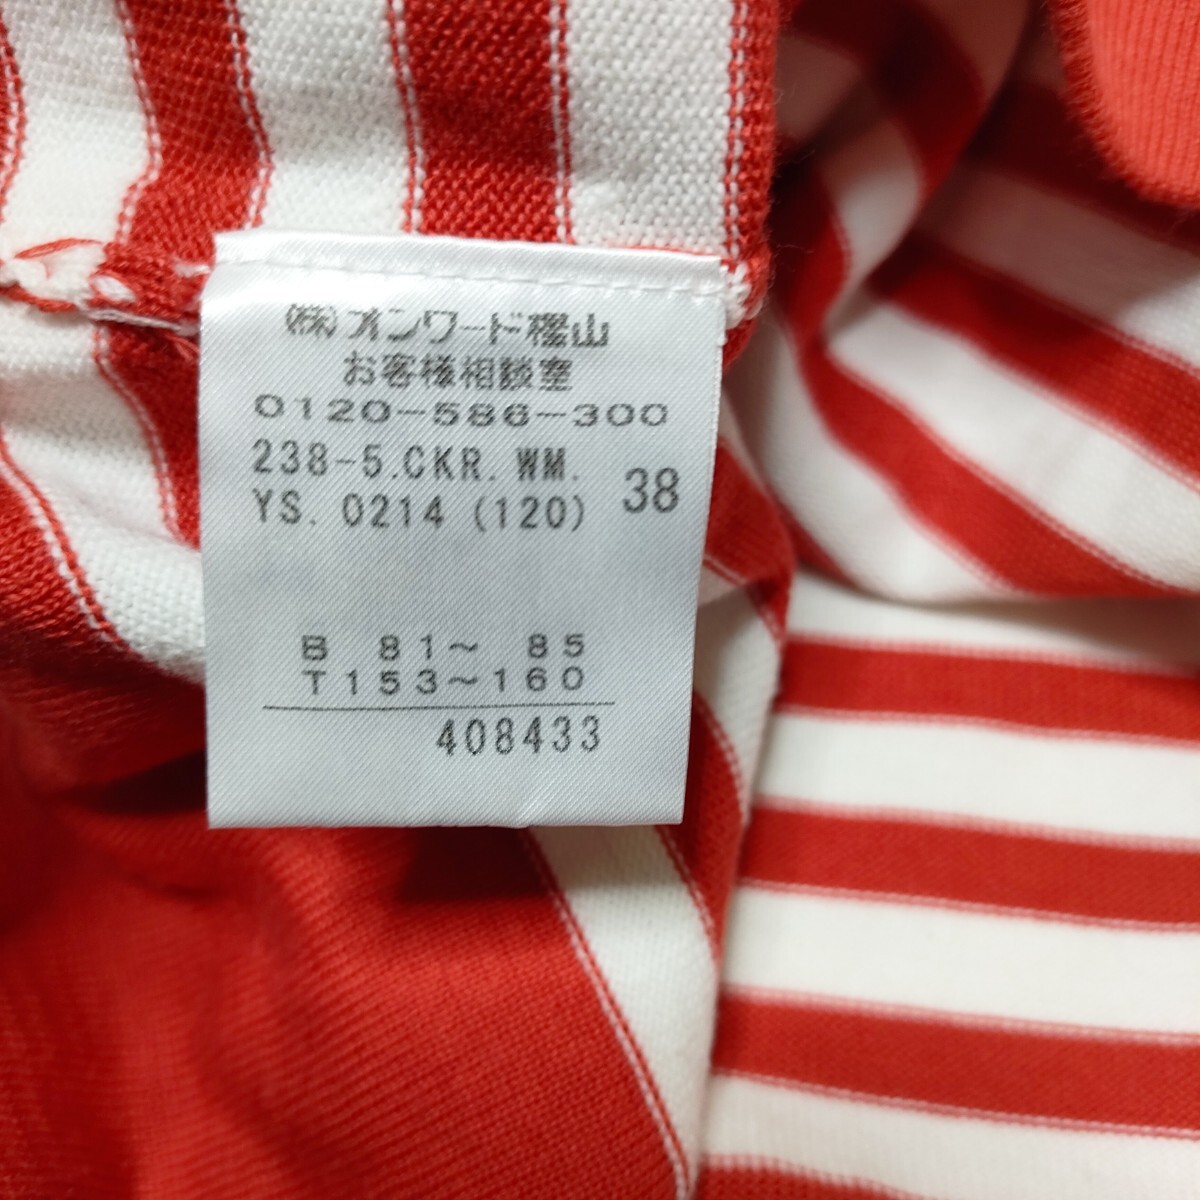 ㈱オンワード樫山
お客様相談室
0120-586-300
238-5.CKR.WM.
YS. 0214 (120) 38
B 81〜 85
T153〜160
408433